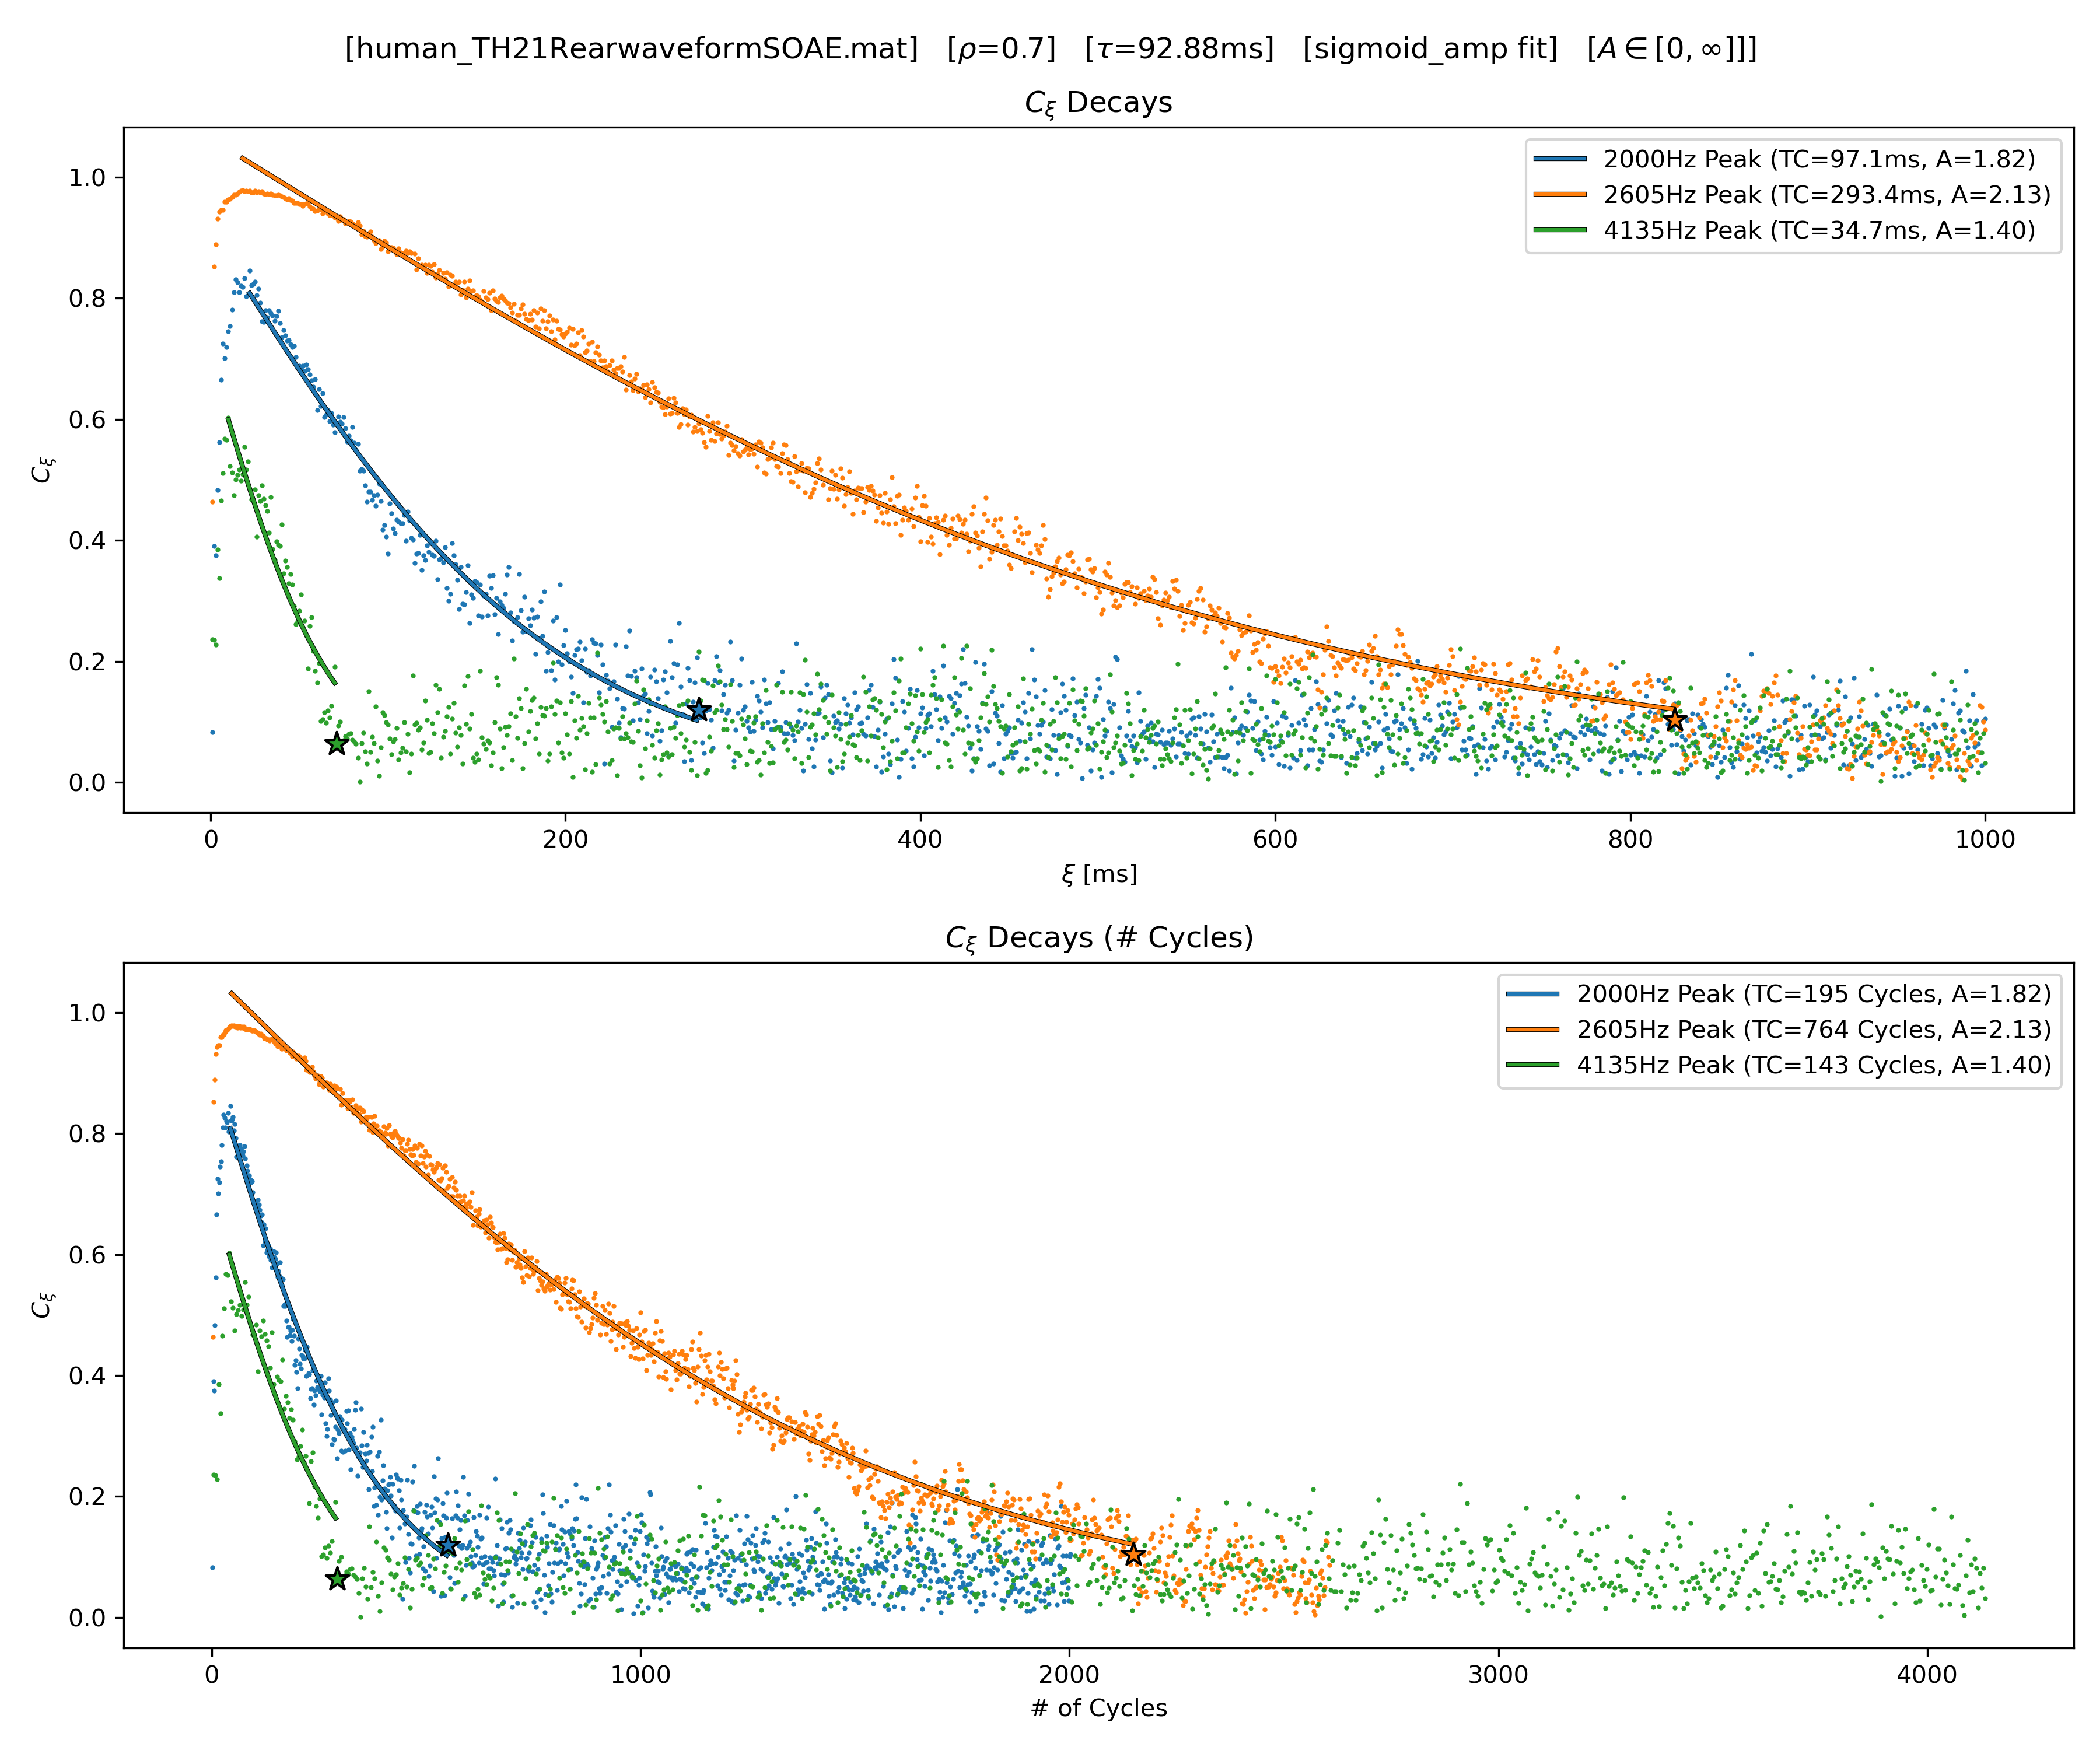 [human_TH21RearwaveformSOAE.mat]   [ρ=0.7]   [τ=92.88ms]   [sigmoid_amp fit]   [A ∈ [0, ∞]]]
C_ξ Decays
2000Hz Peak (TC=97.1ms, A=1.82)
2605Hz Peak (TC=293.4ms, A=2.13)
4135Hz Peak (TC=34.7ms, A=1.40)
1.0
0.8
0.6
0.4
0.2
0.0
C_ξ
0 200 400 600 800 1000
ξ [ms]
C_ξ Decays (# Cycles)
2000Hz Peak (TC=195 Cycles, A=1.82)
2605Hz Peak (TC=764 Cycles, A=2.13)
4135Hz Peak (TC=143 Cycles, A=1.40)
1.0
0.8
0.6
0.4
0.2
0.0
C_ξ
0 1000 2000 3000 4000
# of Cycles